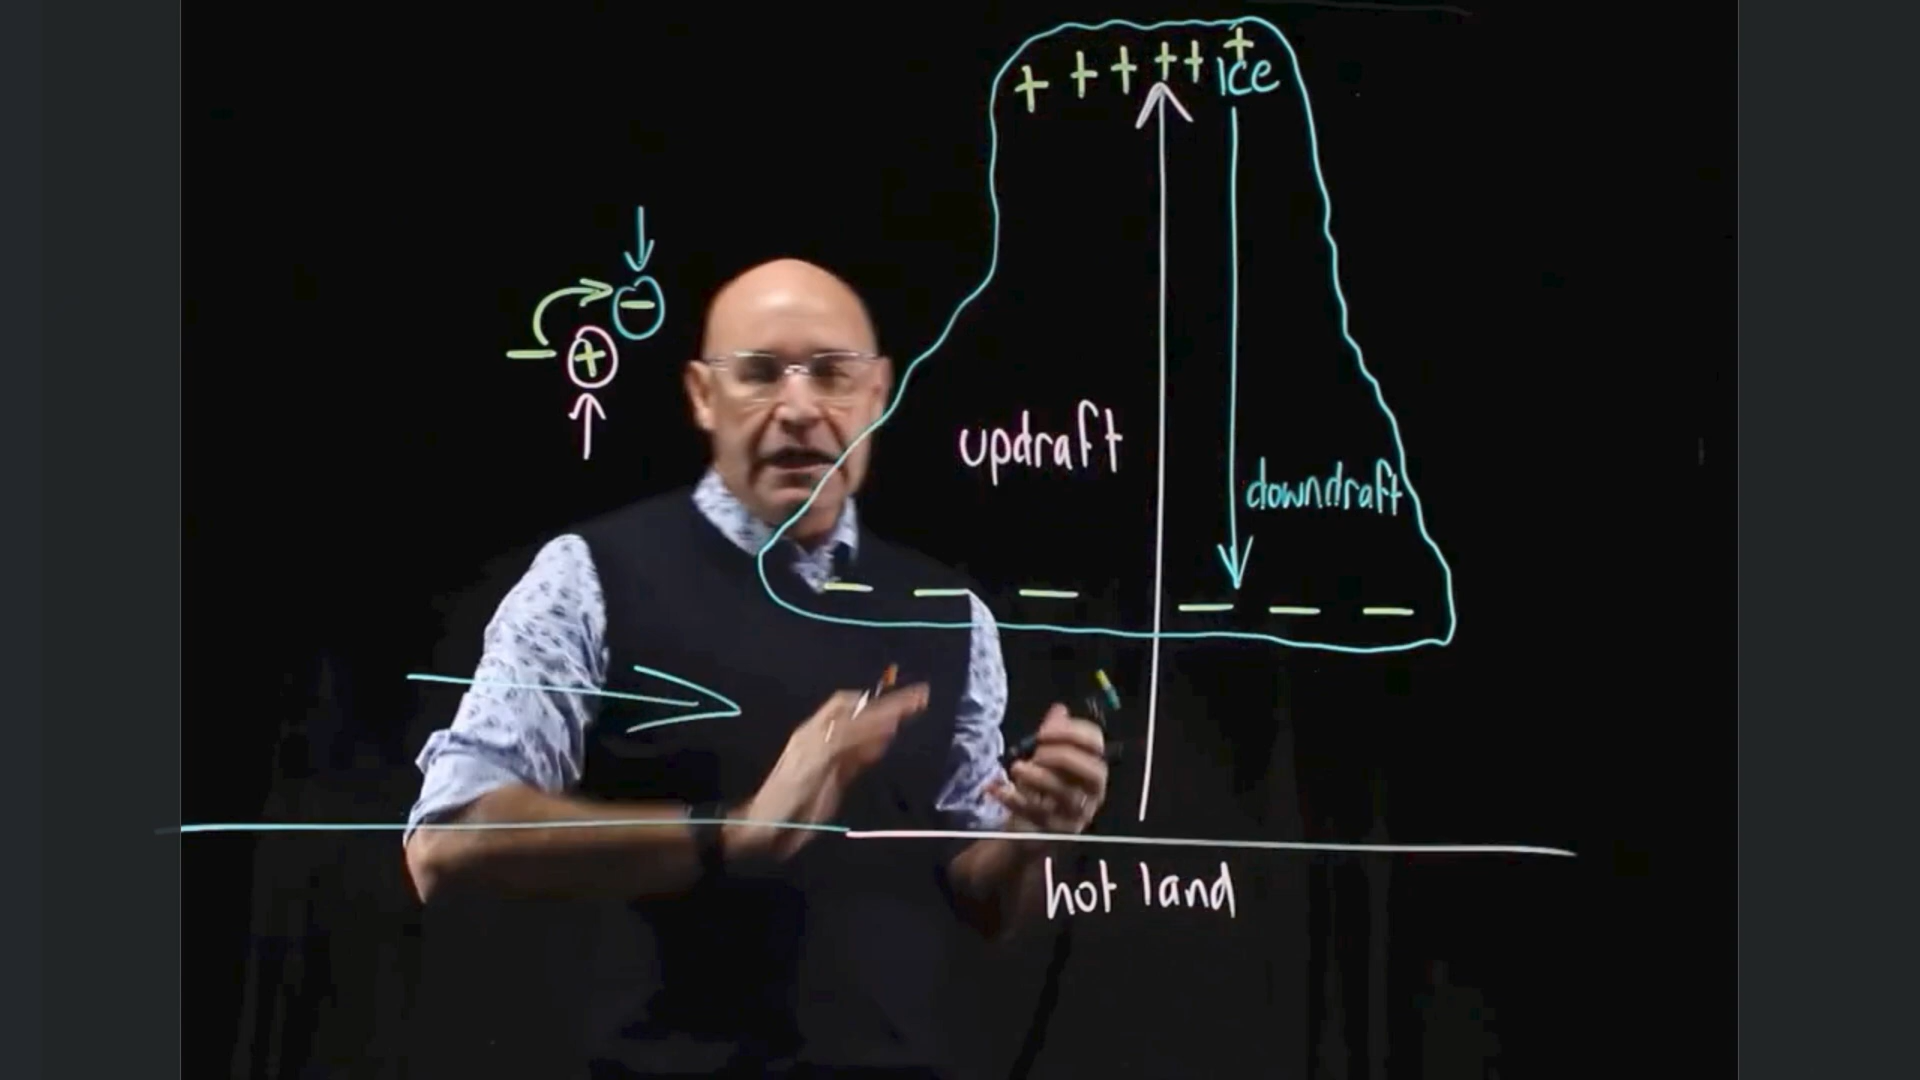 + + + + + +
ice
-
- +
updraft
downdraft
- - - - - -
hot land